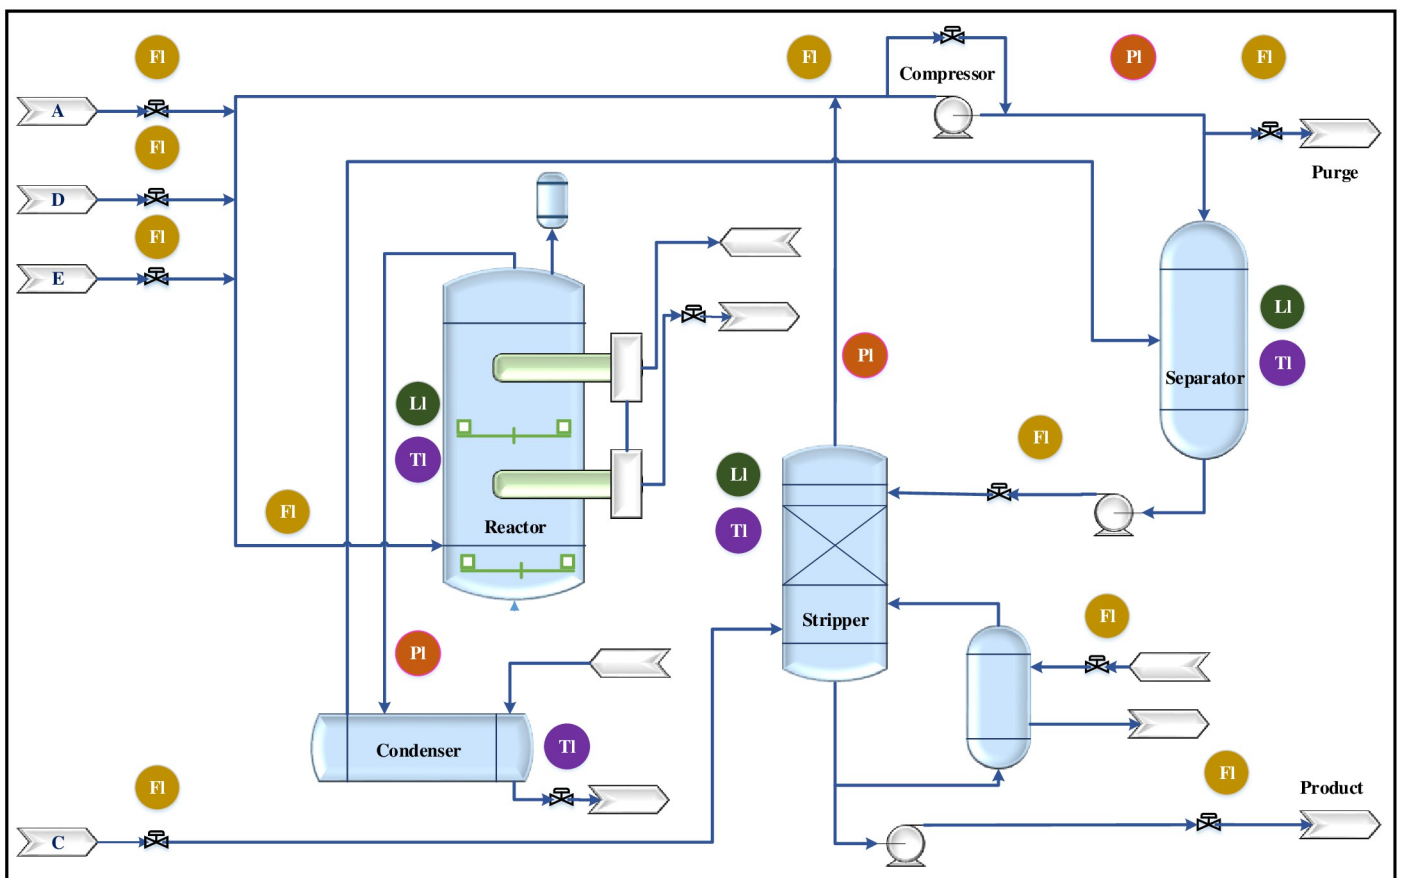 FI
FI
PI
FI
Compressor
A
FI
Purge
D
FI
E
LI
PI
TI
Separator
LI
FI
TI
LI
FI
TI
Reactor
FI
Stripper
PI
TI
Condenser
FI
Product
FI
C